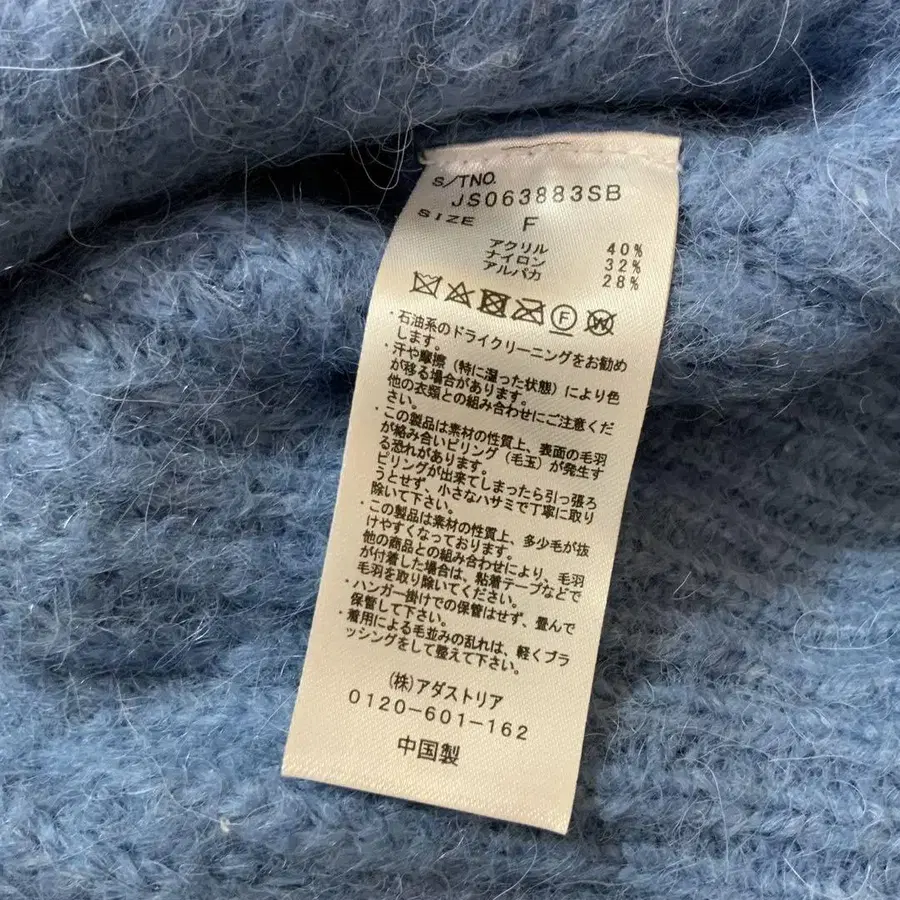 S/TNO.
JS063883SB
SIZE F
アクリル 40%
ナイロン 32%
アルパカ 28%
F W
・石油系のドライクリーニングをお勧め
します。
・汗や摩擦（特に湿った状態）により色
が移る場合があります。
他の衣類との組み合わせにご注意くだ
さい。
・この製品は素材の性質上、表面の毛羽
が絡み合いピリング（毛玉）が発生す
る恐れがあります。
ピリングが出来てしまったら引っ張ろ
うとせず、小さなハサミで丁寧に取り
除いて下さい。
・この製品は素材の性質上、多少毛が抜
けやすくなっております。
他の商品との組み合わせにより、毛羽
が付着した場合は、粘着テープなどで
毛羽を取り除いてください。
・ハンガー掛けでの保管はせず、畳んで
保管して下さい。
・着用による毛並みの乱れは、軽くブラ
ッシングをして整えて下さい。
(株)アダストリア
0120-601-162
中国製